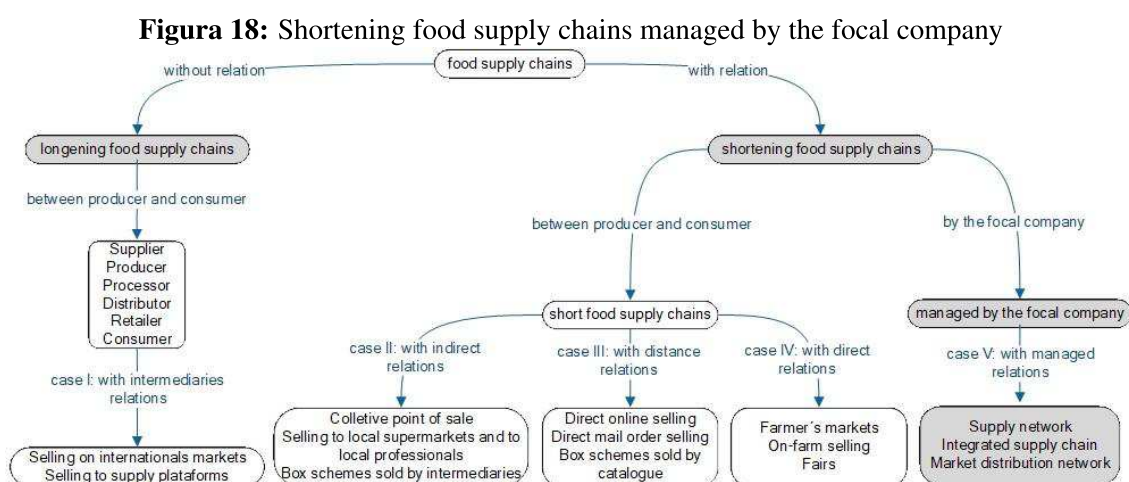 Figura 18: Shortening food supply chains managed by the focal company
food supply chains
without relation
with relation
longening food supply chains
shortening food supply chains
between producer and consumer
between producer and consumer
by the focal company
Supplier
Producer
Processor
Distributor
Retailer
Consumer
short food supply chains
managed by the focal company
case I: with intermediaries
relations
case II: with indirect
relations
case III: with distance
relations
case IV: with direct
relations
case V: with managed
relations
Selling on internationals markets
Selling to supply plataforms
Colletive point of sale
Selling to local supermarkets and to
local professionals
Box schemes sold by intermediaries
Direct online selling
Direct mail order selling
Box schemes sold by
catalogue
Farmer´s markets
On-farm selling
Fairs
Supply network
Integrated supply chain
Market distribution network